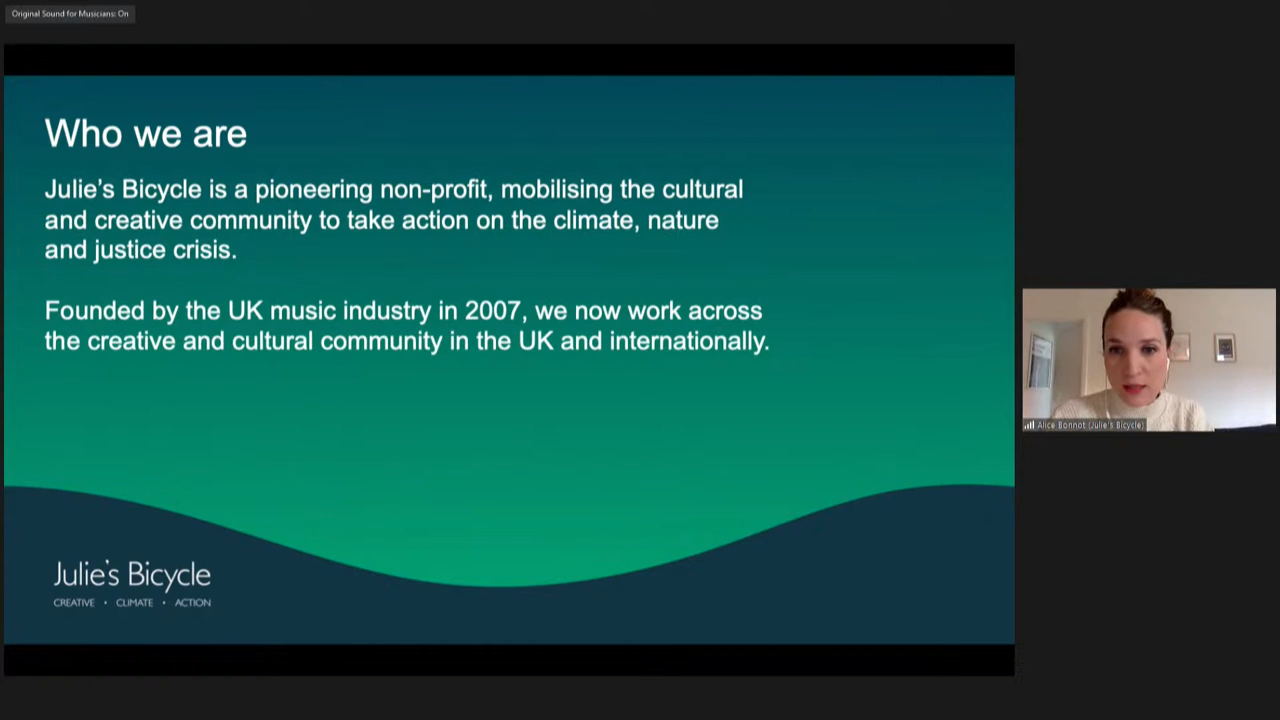 Original Sound for Musicians: On
Who we are
Julie's Bicycle is a pioneering non-profit, mobilising the cultural
and creative community to take action on the climate, nature
and justice crisis.
Founded by the UK music industry in 2007, we now work across
the creative and cultural community in the UK and internationally.
Alice Bonnot (Julie's Bicycle)
Julie's Bicycle
CREATIVE • CLIMATE • ACTION